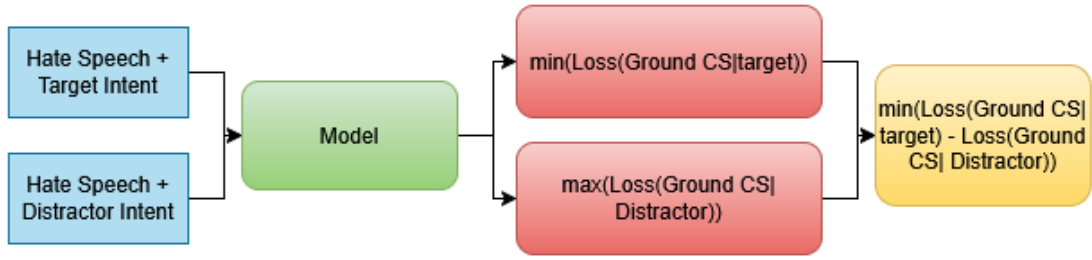 Hate Speech +
Target Intent
Hate Speech +
Distractor Intent
Model
min(Loss(Ground CS|target))
max(Loss(Ground CS|
Distractor))
min(Loss(Ground CS|
target) - Loss(Ground
CS| Distractor))